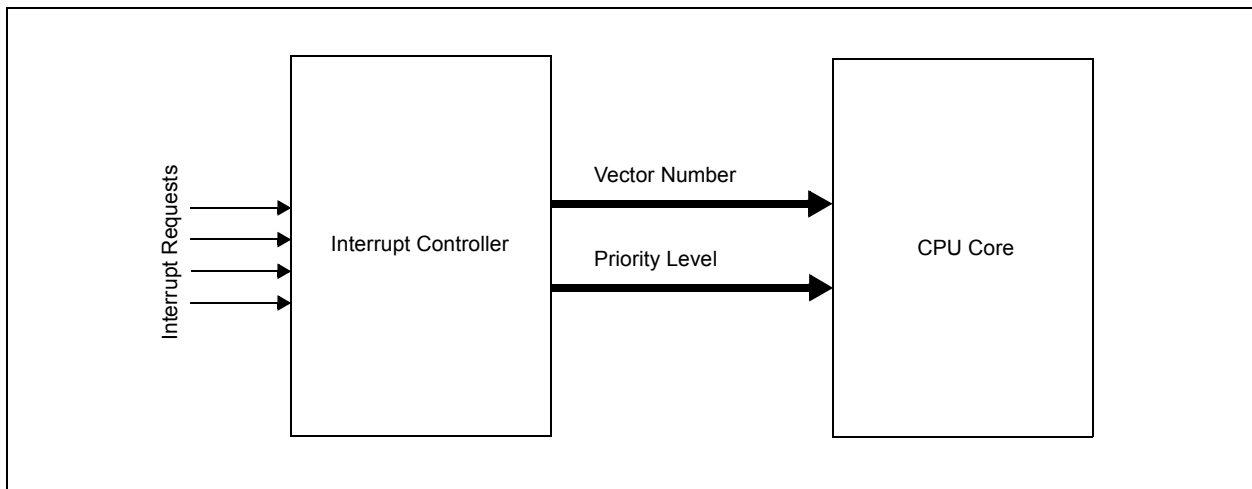 Interrupt Requests
Interrupt Controller
Vector Number
Priority Level
CPU Core